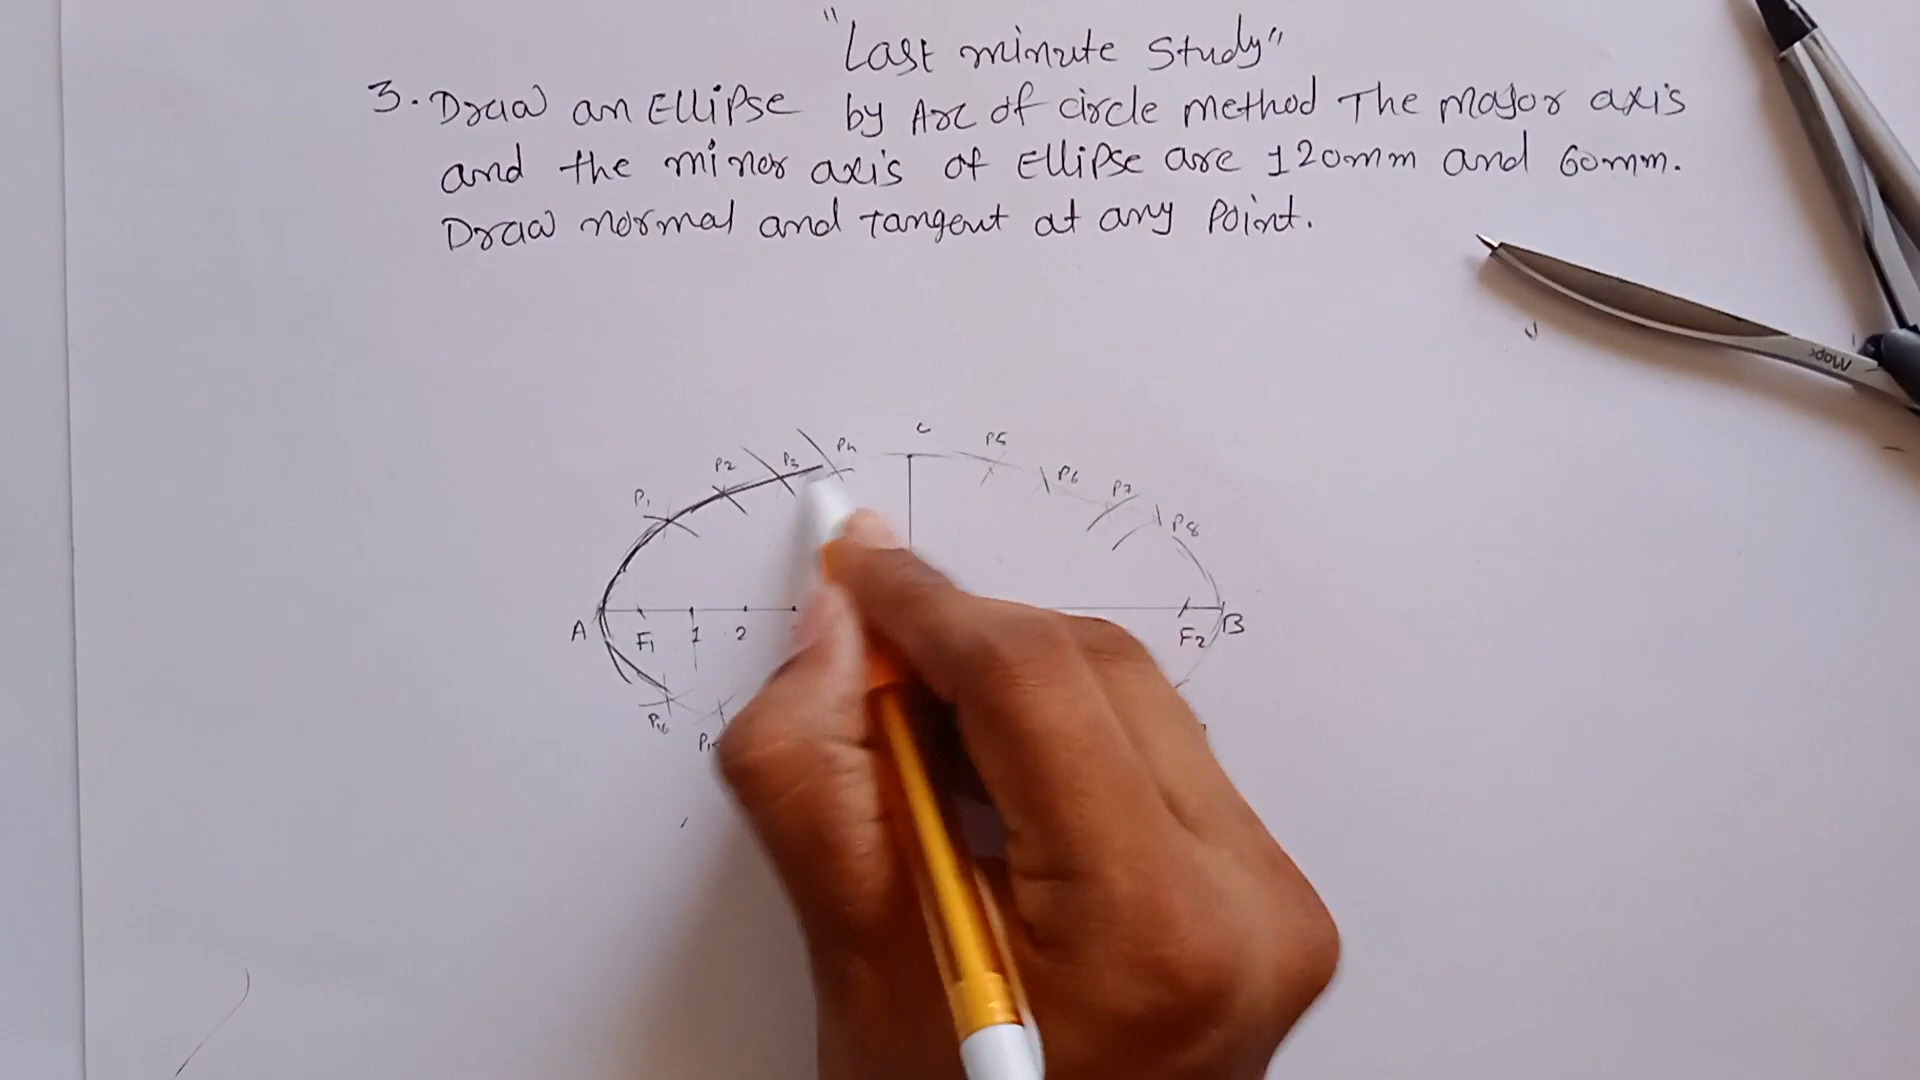 "Last minute Study"
3. Draw an Ellipse by Arc of circle method The major axis
and the minor axis of Ellipse are 120mm and 60mm.
Draw normal and tangent at any Point.
C
P1 P2 P3 P4 P5 P6 P7 P8
A F1 1 2 F2 B
P16